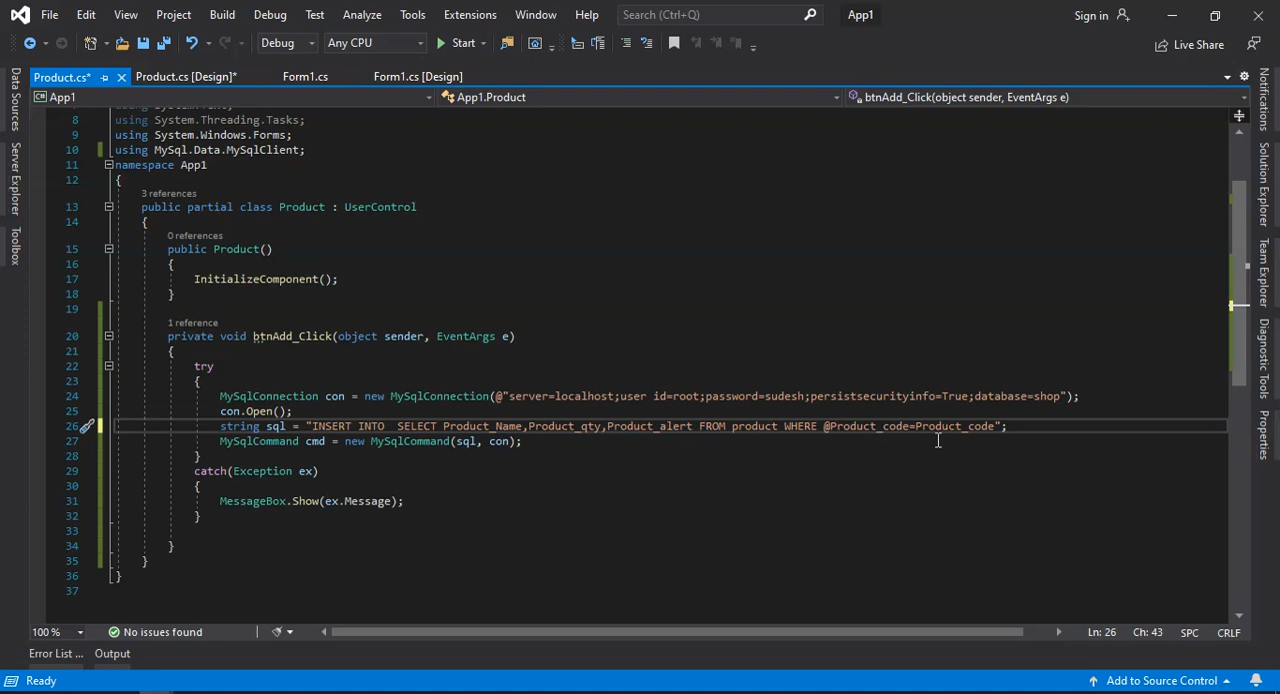 File Edit View Project Build Debug Test Analyze Tools Extensions Window Help Search (Ctrl+Q) App1 Sign in
Debug Any CPU Start Live Share
Product.cs* Product.cs [Design]* Form1.cs Form1.cs [Design]
App1 App1.Product btnAdd_Click(object sender, EventArgs e)
Data Sources
Server Explorer
Toolbox
8 using System.Threading.Tasks;
9 using System.Windows.Forms;
10 using MySql.Data.MySqlClient;
11 namespace App1
12 {
3 references
13 public partial class Product : UserControl
14 {
0 references
15 public Product()
16 {
17 InitializeComponent();
18 }
19
1 reference
20 private void btnAdd_Click(object sender, EventArgs e)
21 {
22 try
23 {
24 MySqlConnection con = new MySqlConnection(@"server=localhost;user id=root;password=sudesh;persistsecurityinfo=True;database=shop");
25 con.Open();
26 string sql = "INSERT INTO  SELECT Product_Name,Product_qty,Product_alert FROM product WHERE @Product_code=Product_code";
27 MySqlCommand cmd = new MySqlCommand(sql, con);
28 }
29 catch(Exception ex)
30 {
31 MessageBox.Show(ex.Message);
32 }
33
34 }
35 }
36 }
37
Notifications
Solution Explorer
Team Explorer
Diagnostic Tools
Properties
100 % No issues found Ln: 26 Ch: 43 SPC CRLF
Error List ... Output
Ready Add to Source Control